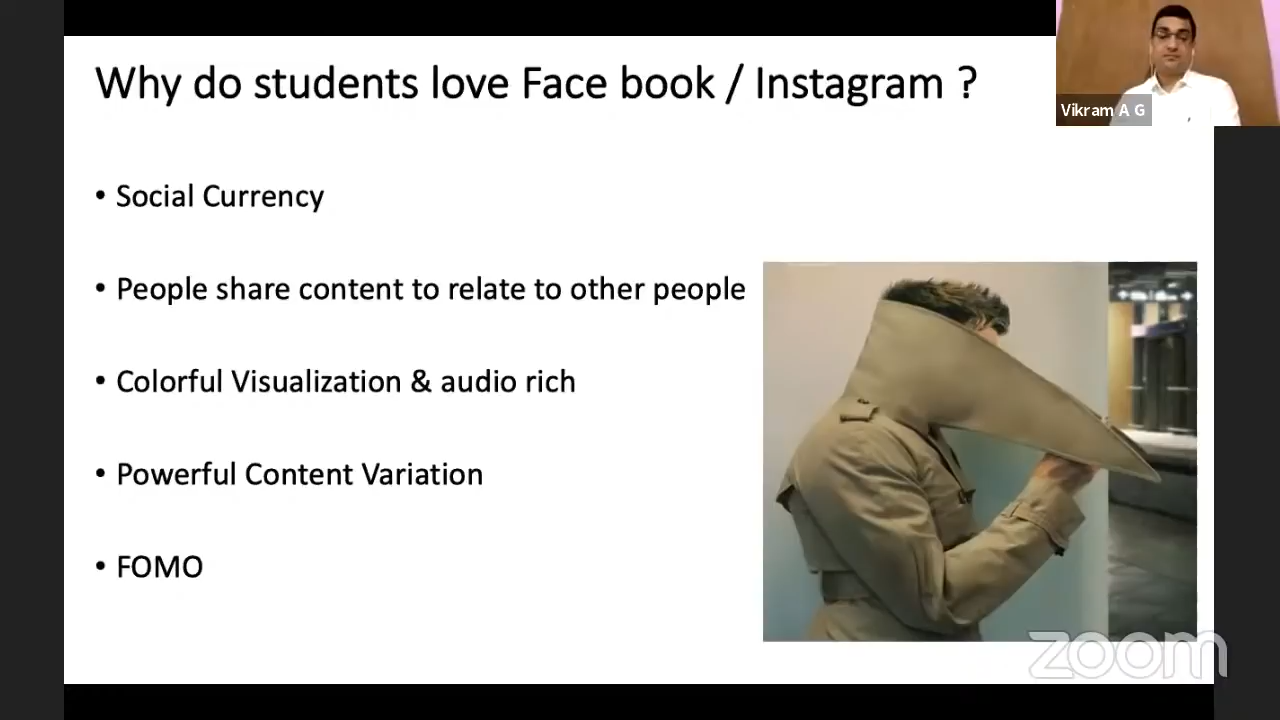 Why do students love Face book / Instagram ?
Vikram A G
• Social Currency
• People share content to relate to other people
• Colorful Visualization & audio rich
• Powerful Content Variation
• FOMO
zoom